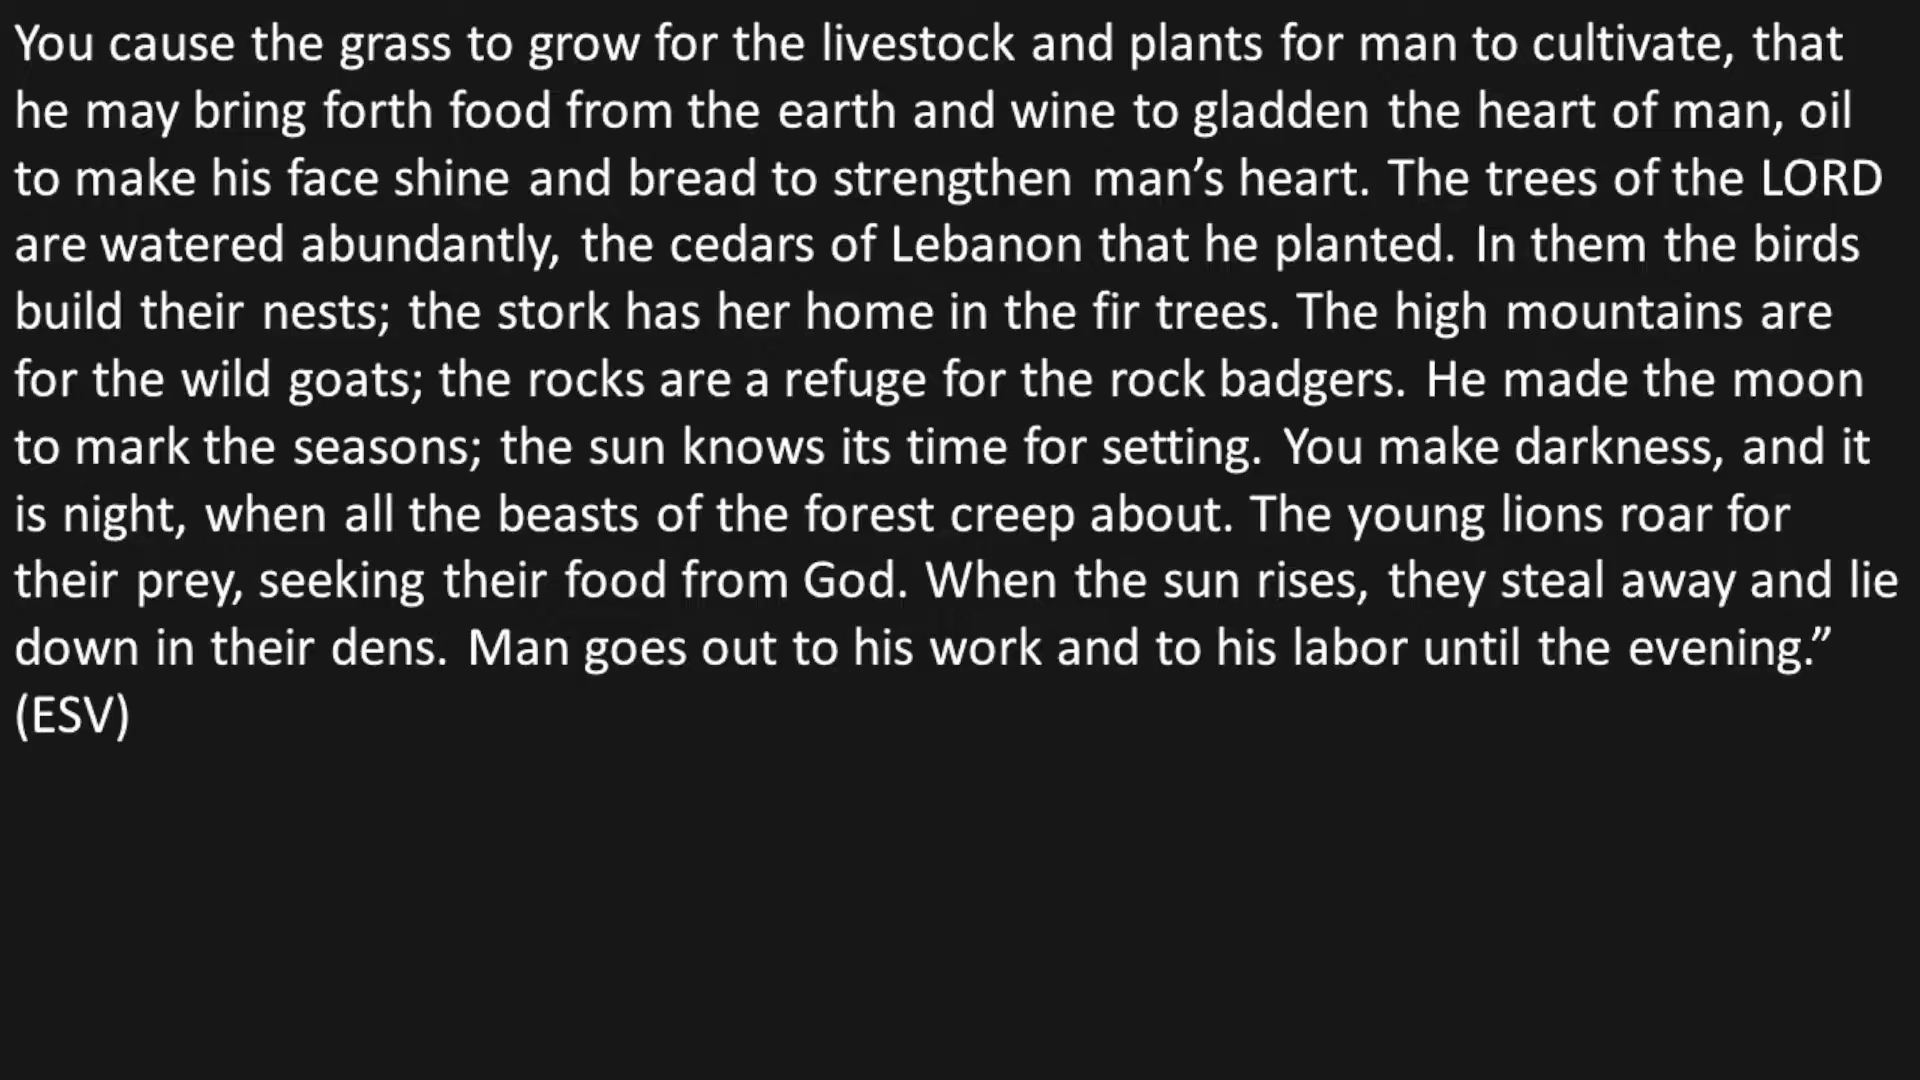 You cause the grass to grow for the livestock and plants for man to cultivate, that
he may bring forth food from the earth and wine to gladden the heart of man, oil
to make his face shine and bread to strengthen man’s heart. The trees of the LORD
are watered abundantly, the cedars of Lebanon that he planted. In them the birds
build their nests; the stork has her home in the fir trees. The high mountains are
for the wild goats; the rocks are a refuge for the rock badgers. He made the moon
to mark the seasons; the sun knows its time for setting. You make darkness, and it
is night, when all the beasts of the forest creep about. The young lions roar for
their prey, seeking their food from God. When the sun rises, they steal away and lie
down in their dens. Man goes out to his work and to his labor until the evening.”
(ESV)